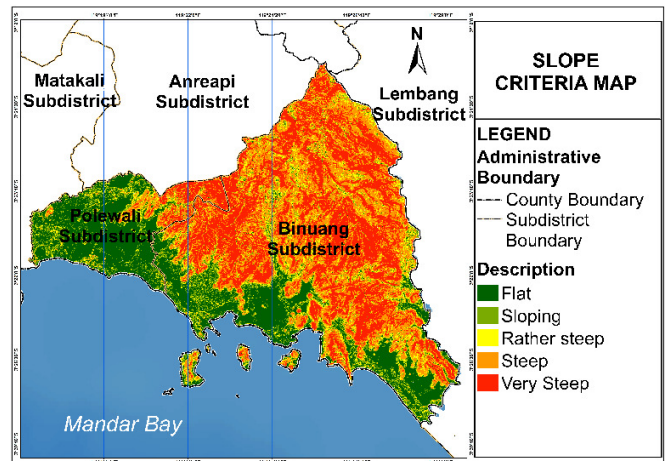 Matakali
Subdistrict
Anreapi
Subdistrict
N
Lembang
Subdistrict
Polewali
Subdistrict
Binuang
Subdistrict
Mandar Bay
SLOPE
CRITERIA MAP
LEGEND
Administrative
Boundary
County Boundary
Subdistrict
Boundary
Description
Flat
Sloping
Rather steep
Steep
Very Steep